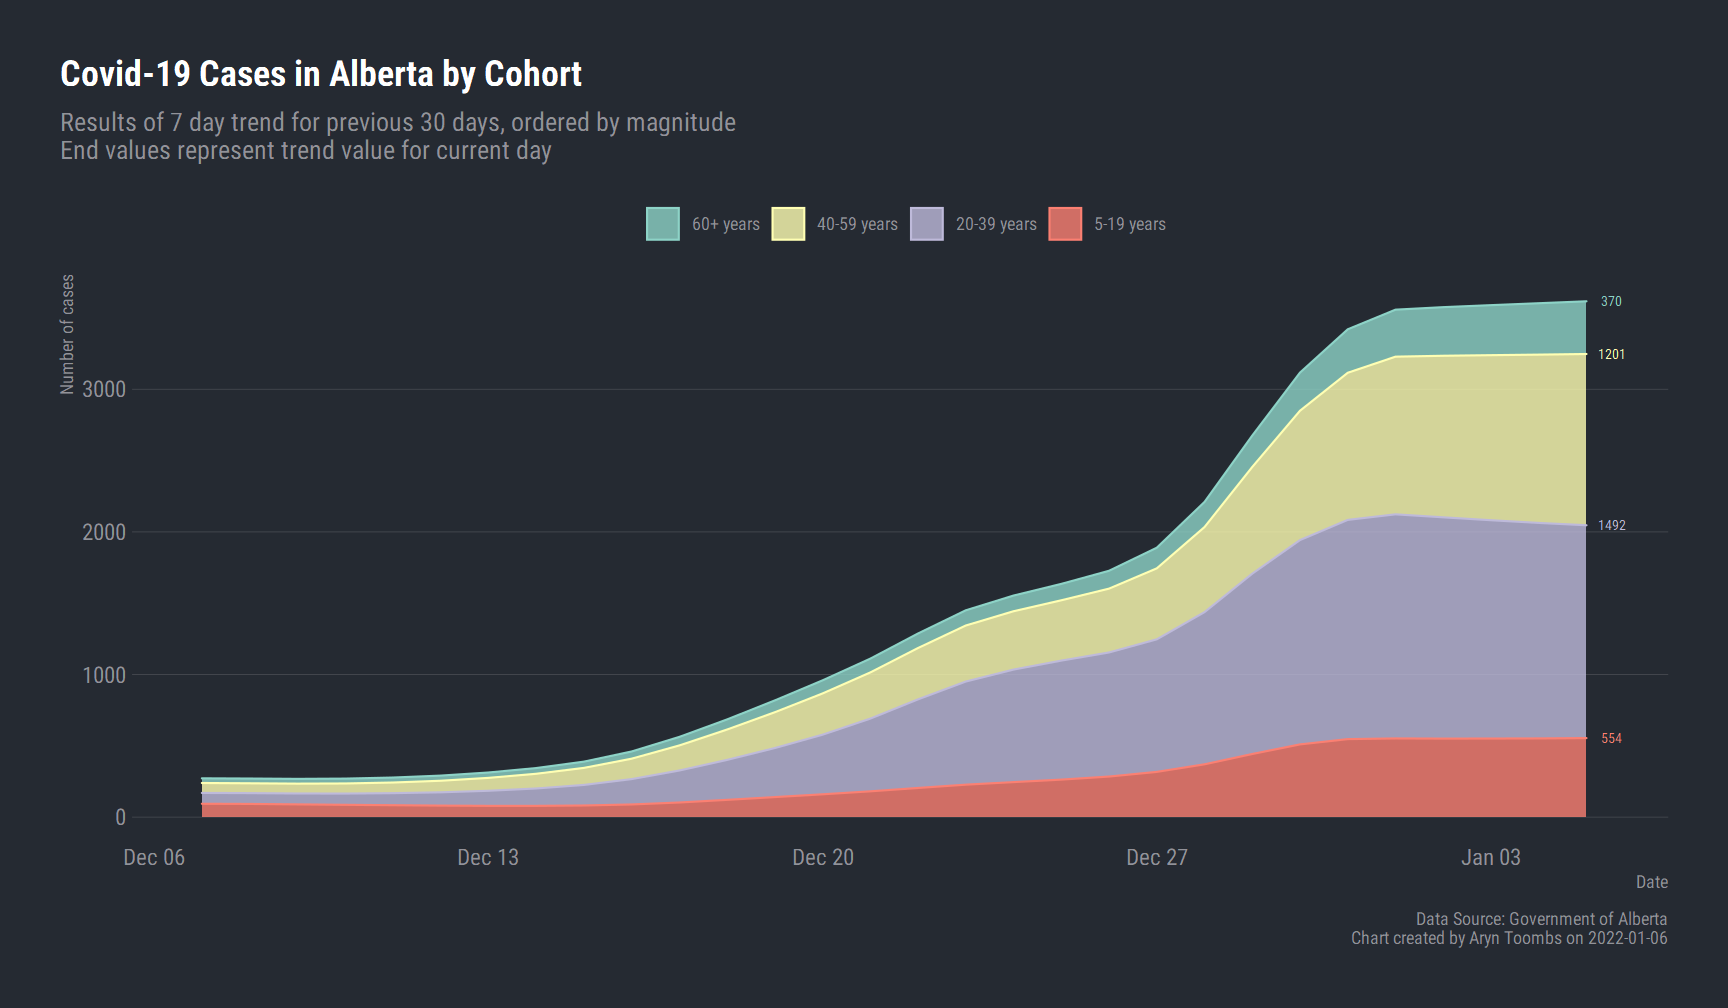 Covid-19 Cases in Alberta by Cohort
Results of 7 day trend for previous 30 days, ordered by magnitude
End values represent trend value for current day
60+ years
40-59 years
20-39 years
5-19 years
Number of cases
3000
2000
1000
0
370
1201
1492
554
Dec 06
Dec 13
Dec 20
Dec 27
Jan 03
Date
Data Source: Government of Alberta
Chart created by Aryn Toombs on 2022-01-06